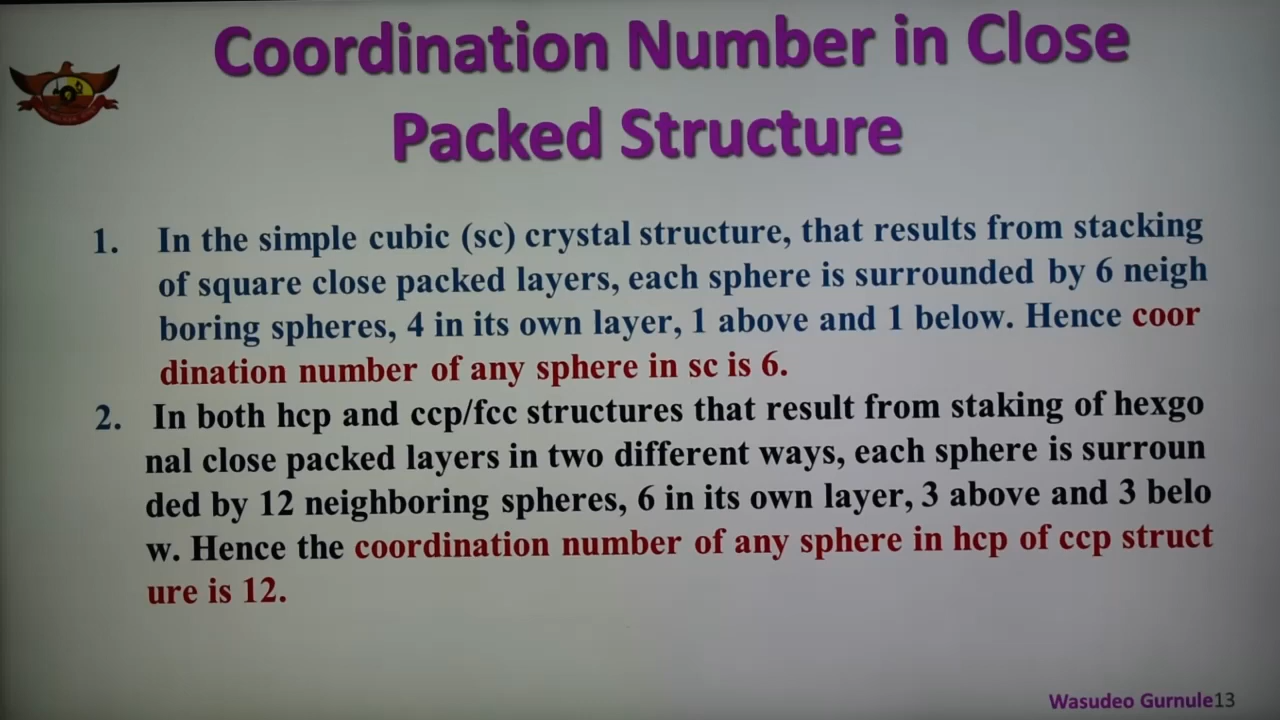 Coordination Number in Close
Packed Structure
1. In the simple cubic (sc) crystal structure, that results from stacking
of square close packed layers, each sphere is surrounded by 6 neigh
boring spheres, 4 in its own layer, 1 above and 1 below. Hence coor
dination number of any sphere in sc is 6.
2. In both hcp and ccp/fcc structures that result from staking of hexgo
nal close packed layers in two different ways, each sphere is surroun
ded by 12 neighboring spheres, 6 in its own layer, 3 above and 3 belo
w. Hence the coordination number of any sphere in hcp of ccp struct
ure is 12.
Wasudeo Gurnule13